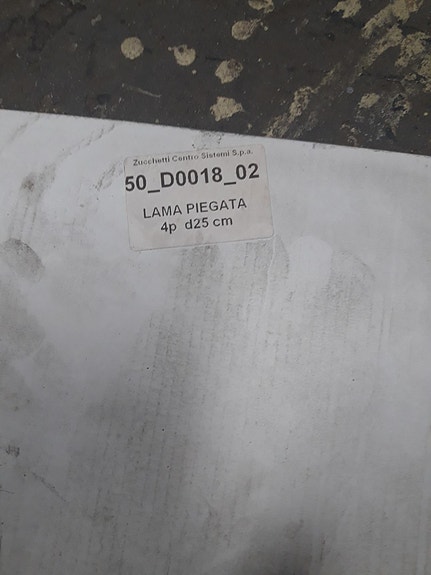 Zucchetti Centro Sistemi S.p.a.
50_D0018_02
LAMA PIEGATA
4p d25 cm